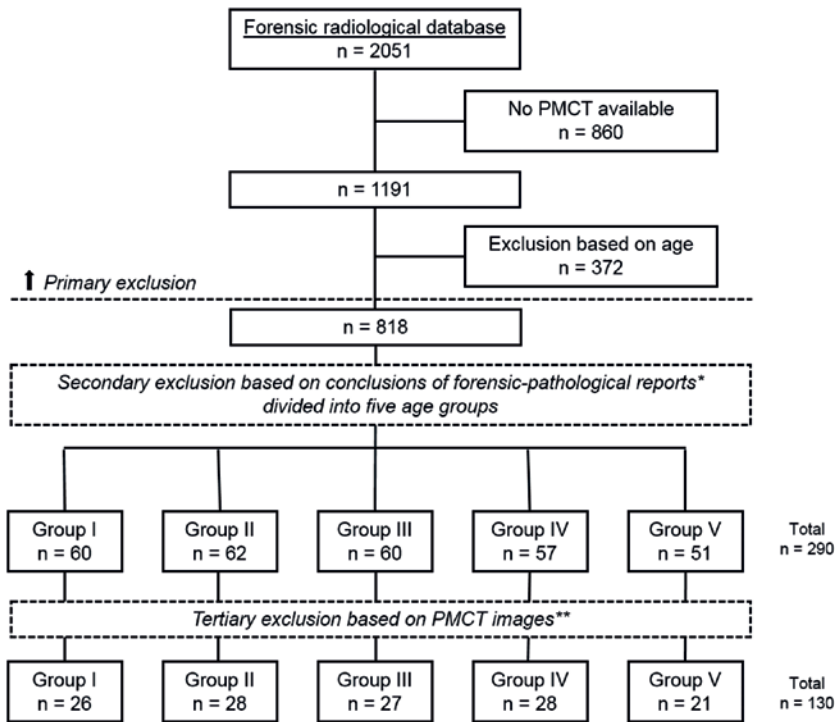 Forensic radiological database
n = 2051
No PMCT available
n = 860
n = 1191
Exclusion based on age
n = 372
⬆ Primary exclusion
n = 818
Secondary exclusion based on conclusions of forensic-pathological reports*
divided into five age groups
Group I
n = 60
Group II
n = 62
Group III
n = 60
Group IV
n = 57
Group V
n = 51
Total
n = 290
Tertiary exclusion based on PMCT images**
Group I
n = 26
Group II
n = 28
Group III
n = 27
Group IV
n = 28
Group V
n = 21
Total
n = 130